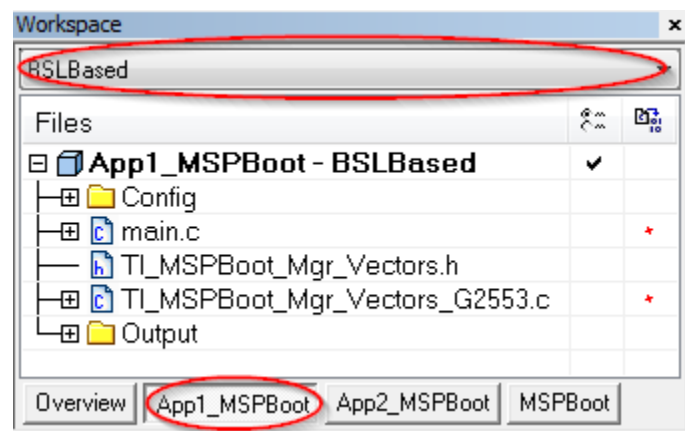 Workspace
BSLBased
Files
App1_MSPBoot - BSLBased
Config
main.c
TI_MSPBoot_Mgr_Vectors.h
TI_MSPBoot_Mgr_Vectors_G2553.c
Output
Overview App1_MSPBoot App2_MSPBoot MSPBoot